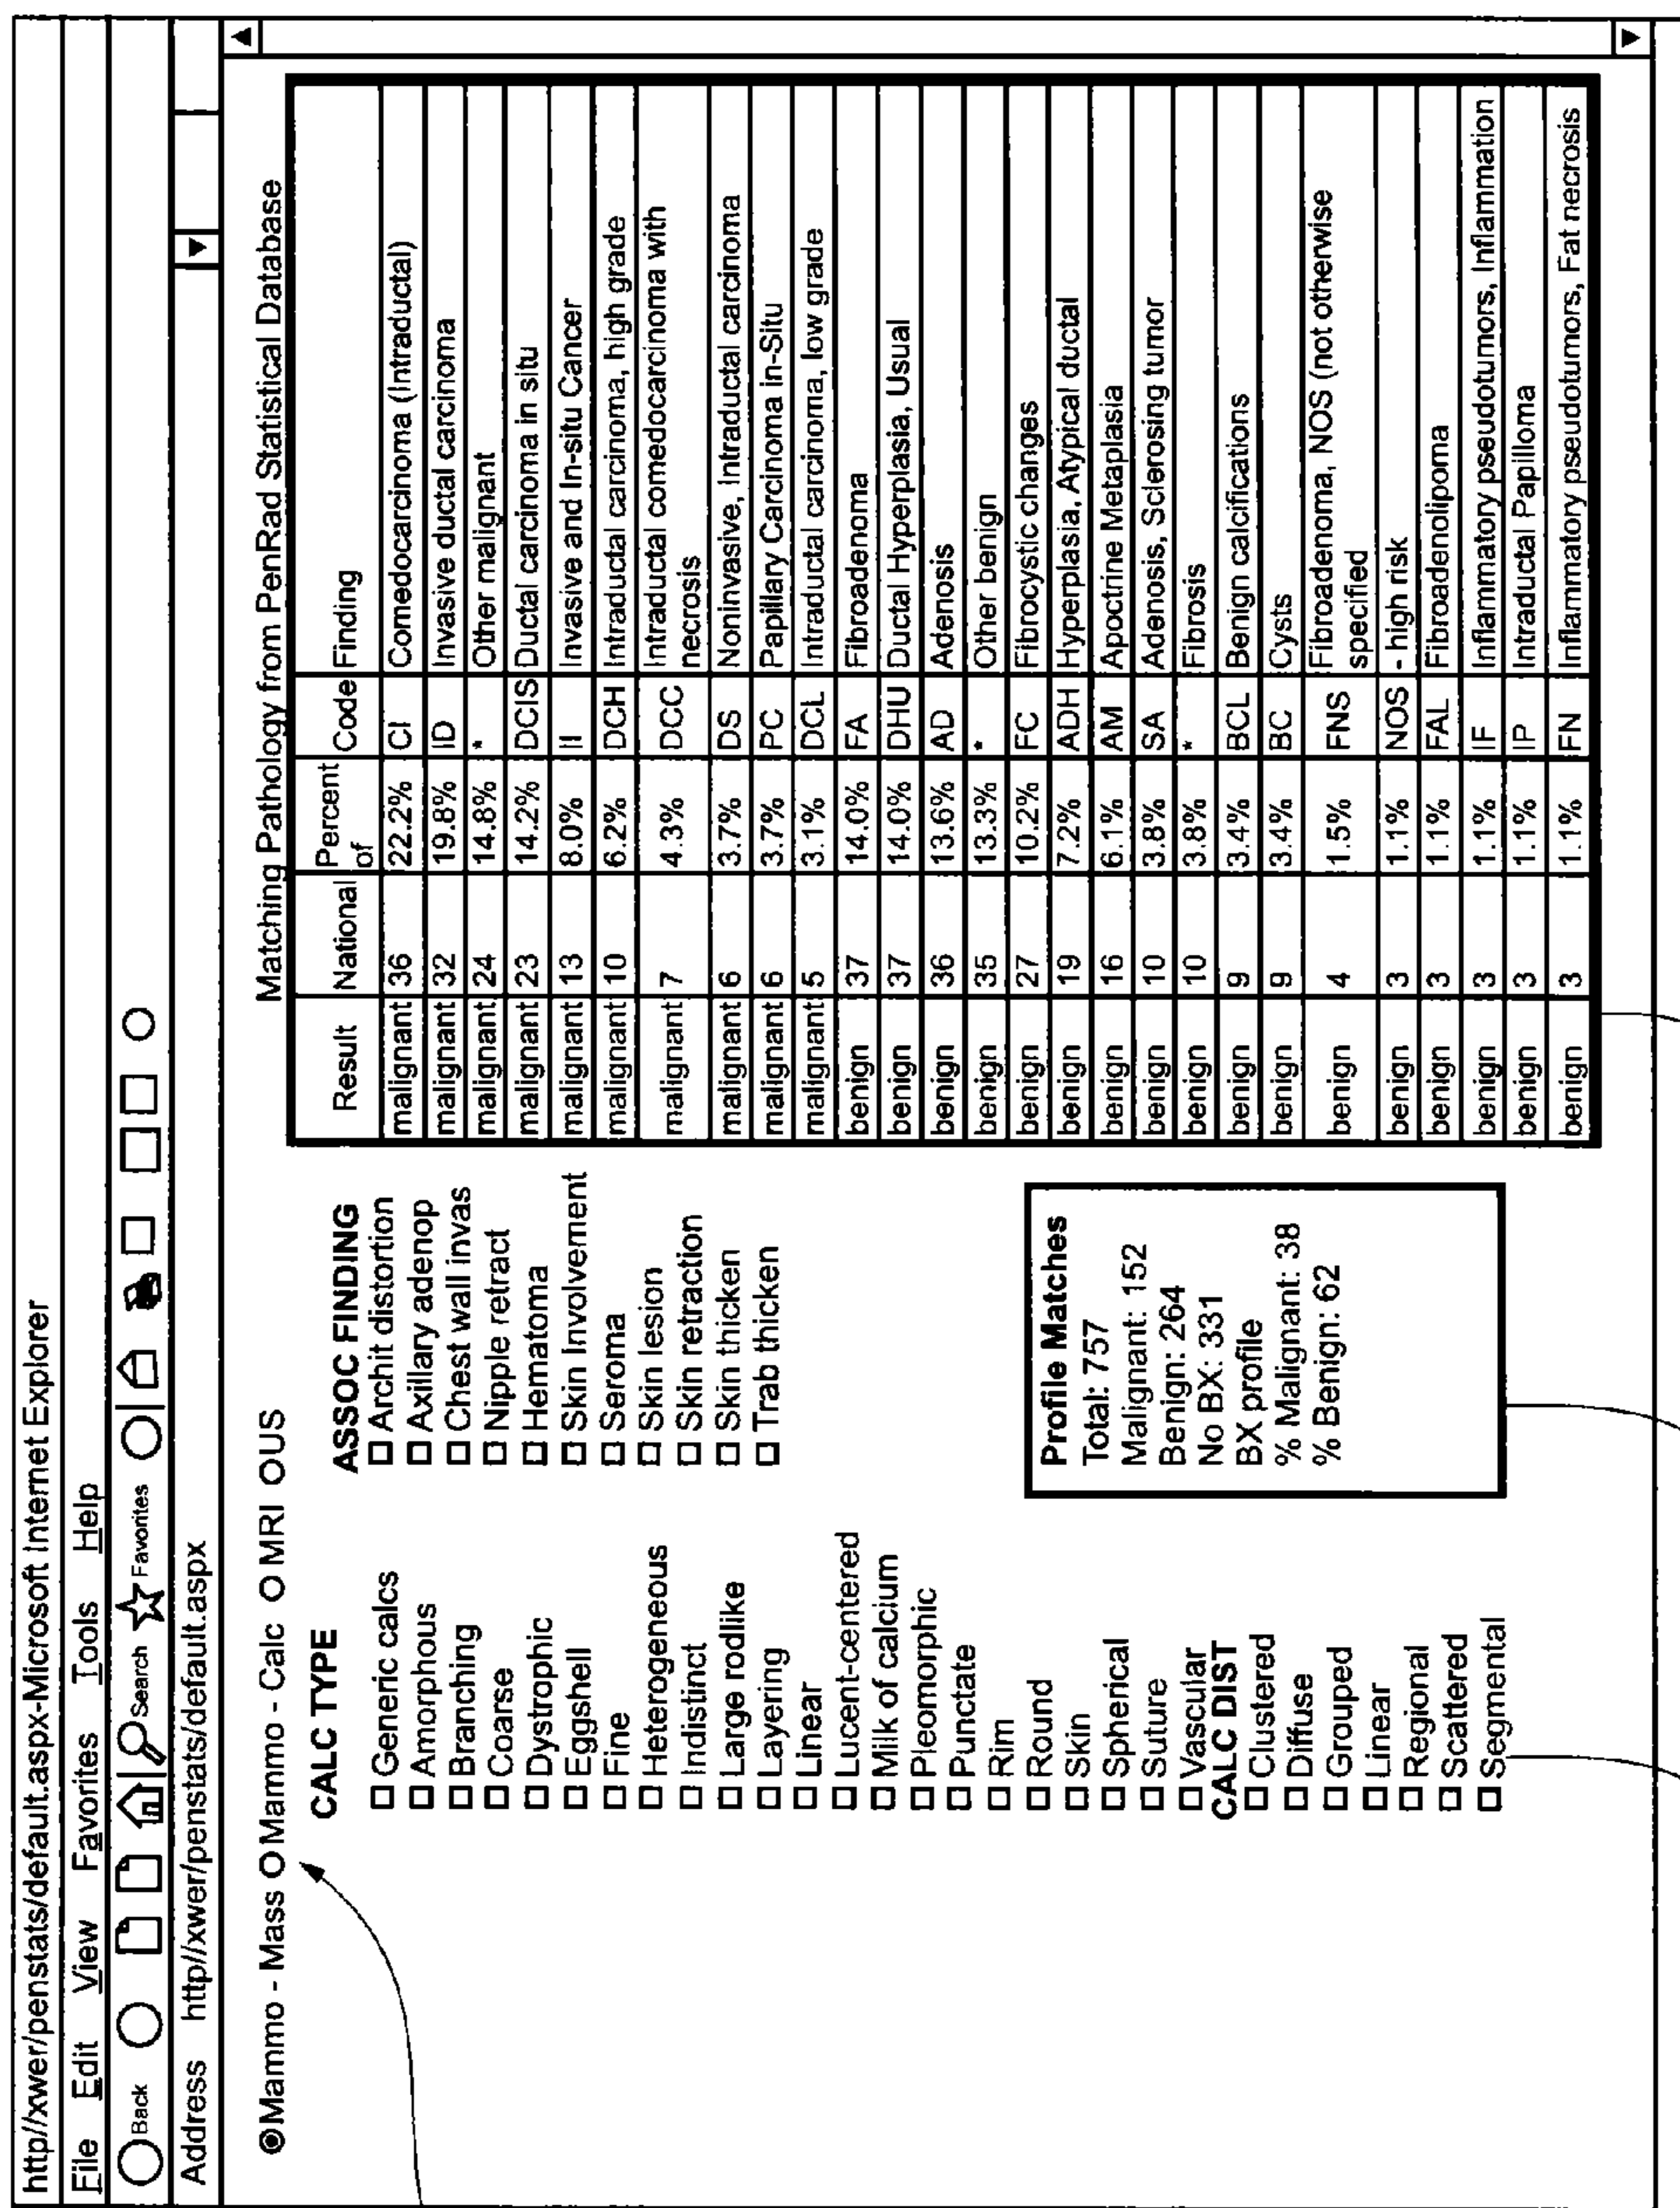 http//xwer/penstats/default.aspx-Microsoft Internet Explorer
File Edit View Favorites Tools Help
Back Search Favorites
Address http//xwer/penstats/default.aspx
Mammo - Mass Mammo - Calc MRI OUS
CALC TYPE
Generic calcs
Amorphous
Branching
Coarse
Dystrophic
Eggshell
Fine
Heterogeneous
Indistinct
Large rodlike
Layering
Linear
Lucent-centered
Milk of calcium
Pleomorphic
Punctate
Rim
Round
Skin
Spherical
Suture
Vascular
CALC DIST
Clustered
Diffuse
Grouped
Linear
Regional
Scattered
Segmental
ASSOC FINDING
Archit distortion
Axillary adenop
Chest wall invas
Nipple retract
Hematoma
Skin Involvement
Seroma
Skin lesion
Skin retraction
Skin thicken
Trab thicken
Profile Matches
Total: 757
Malignant: 152
Benign: 264
No BX: 331
BX profile
% Malignant: 38
% Benign: 62
Matching Pathology from PenRad Statistical Database
Result National Percent of Code Finding
malignant 36 22.2% CI Comedocarcinoma (Intraductal)
malignant 32 19.8% ID Invasive ductal carcinoma
malignant 24 14.8% * Other malignant
malignant 23 14.2% DCIS Ductal carcinoma in situ
malignant 13 8.0% II Invasive and In-situ Cancer
malignant 10 6.2% DCH Intraductal carcinoma, high grade
malignant 7 4.3% DCC Intraductal comedocarcinoma with necrosis
malignant 6 3.7% DS Noninvasive, Intraductal carcinoma
malignant 6 3.7% PC Papillary Carcinoma in-Situ
malignant 5 3.1% DCL Intraductal carcinoma, low grade
benign 37 14.0% FA Fibroadenoma
benign 37 14.0% DHU Ductal Hyperplasia, Usual
benign 36 13.6% AD Adenosis
benign 35 13.3% * Other benign
benign 27 10.2% FC Fibrocystic changes
benign 19 7.2% ADH Hyperplasia, Atypical ductal
benign 16 6.1% AM Apoctrine Metaplasia
benign 10 3.8% SA Adenosis, Sclerosing tumor
benign 10 3.8% * Fibrosis
benign 9 3.4% BCL Benign calcifications
benign 9 3.4% BC Cysts
benign 4 1.5% FNS Fibroadenoma, NOS (not otherwise specified
benign 3 1.1% NOS - high risk
benign 3 1.1% FAL Fibroadenolipoma
benign 3 1.1% IF Inflammatory pseudotumors, Inflammation
benign 3 1.1% IP Intraductal Papilloma
benign 3 1.1% FN Inflammatory pseudotumors, Fat necrosis